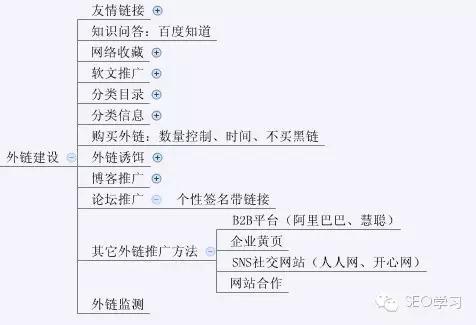 友情链接
知识问答：百度知道
网络收藏
软文推广
分类目录
分类信息
购买外链：数量控制、时间、不买黑链
外链建设
外链诱饵
博客推广
论坛推广 个性签名带链接
B2B平台（阿里巴巴、慧聪）
企业黄页
其它外链推广方法
SNS社交网站（人人网、开心网）
网站合作
外链监测
SEO学习